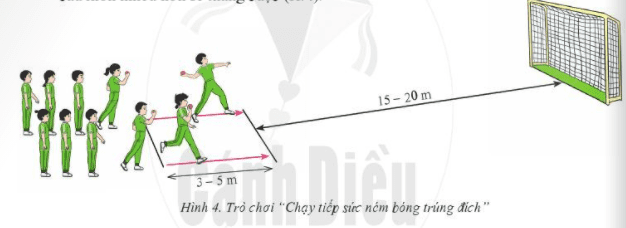 15 – 20 m
Cánh Diều
3 – 5 m
Hình 4. Trò chơi “Chạy tiếp sức ném bóng trúng đích”